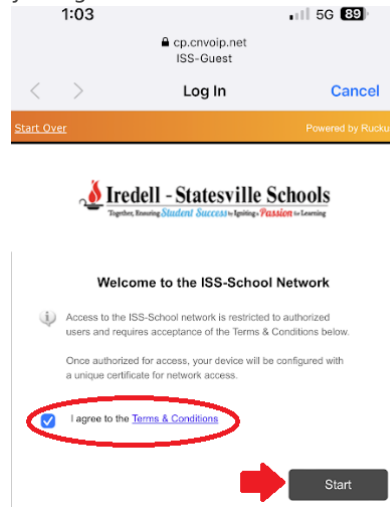 1:03 5G 89
cp.cnvoip.net
ISS-Guest
< > Log In Cancel
Start Over Powered by Rucku
Iredell - Statesville Schools
Together, Ensuring Student Success by Igniting a Passion for Learning
Welcome to the ISS-School Network
Access to the ISS-School network is restricted to authorized
users and requires acceptance of the Terms & Conditions below.
Once authorized for access, your device will be configured with
a unique certificate for network access.
I agree to the Terms & Conditions
Start